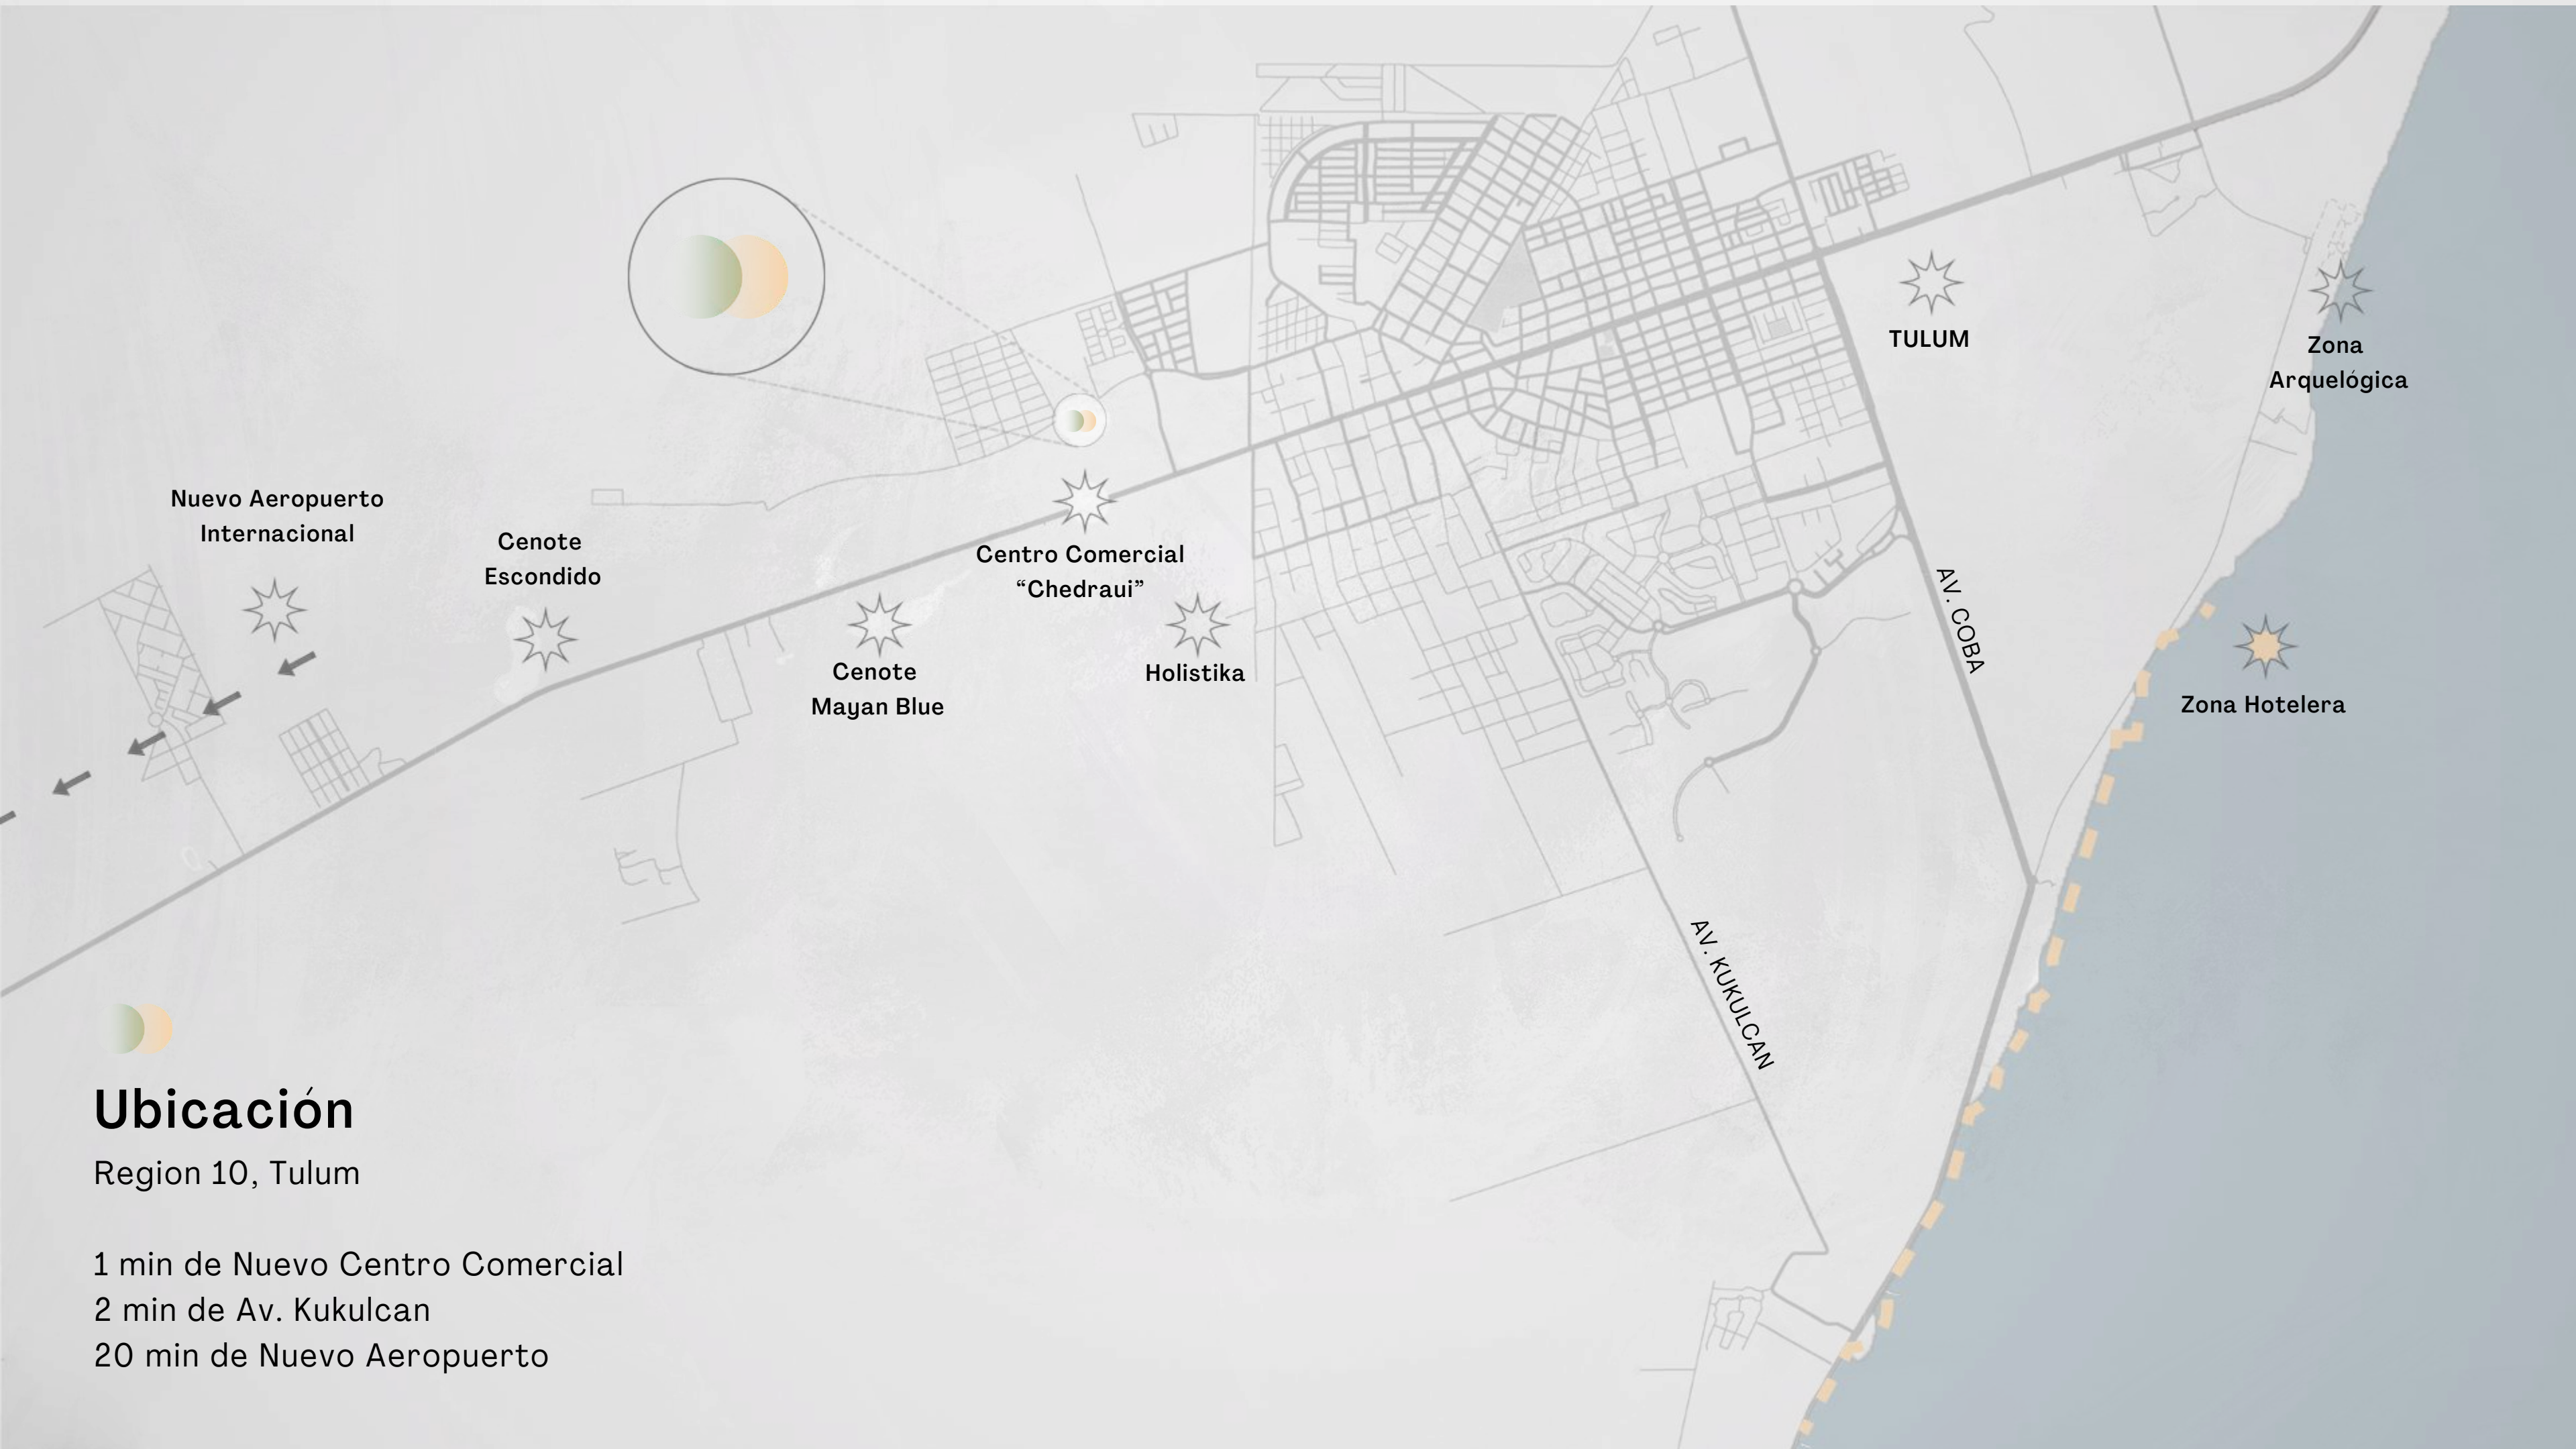 TULUM
Zona
Arquelógica
Nuevo Aeropuerto
Internacional
Cenote
Escondido
Centro Comercial
“Chedraui”
Cenote
Mayan Blue
Holistika
AV. COBA
Zona Hotelera
AV. KUKULCAN
Ubicación
Region 10, Tulum
1 min de Nuevo Centro Comercial
2 min de Av. Kukulcan
20 min de Nuevo Aeropuerto